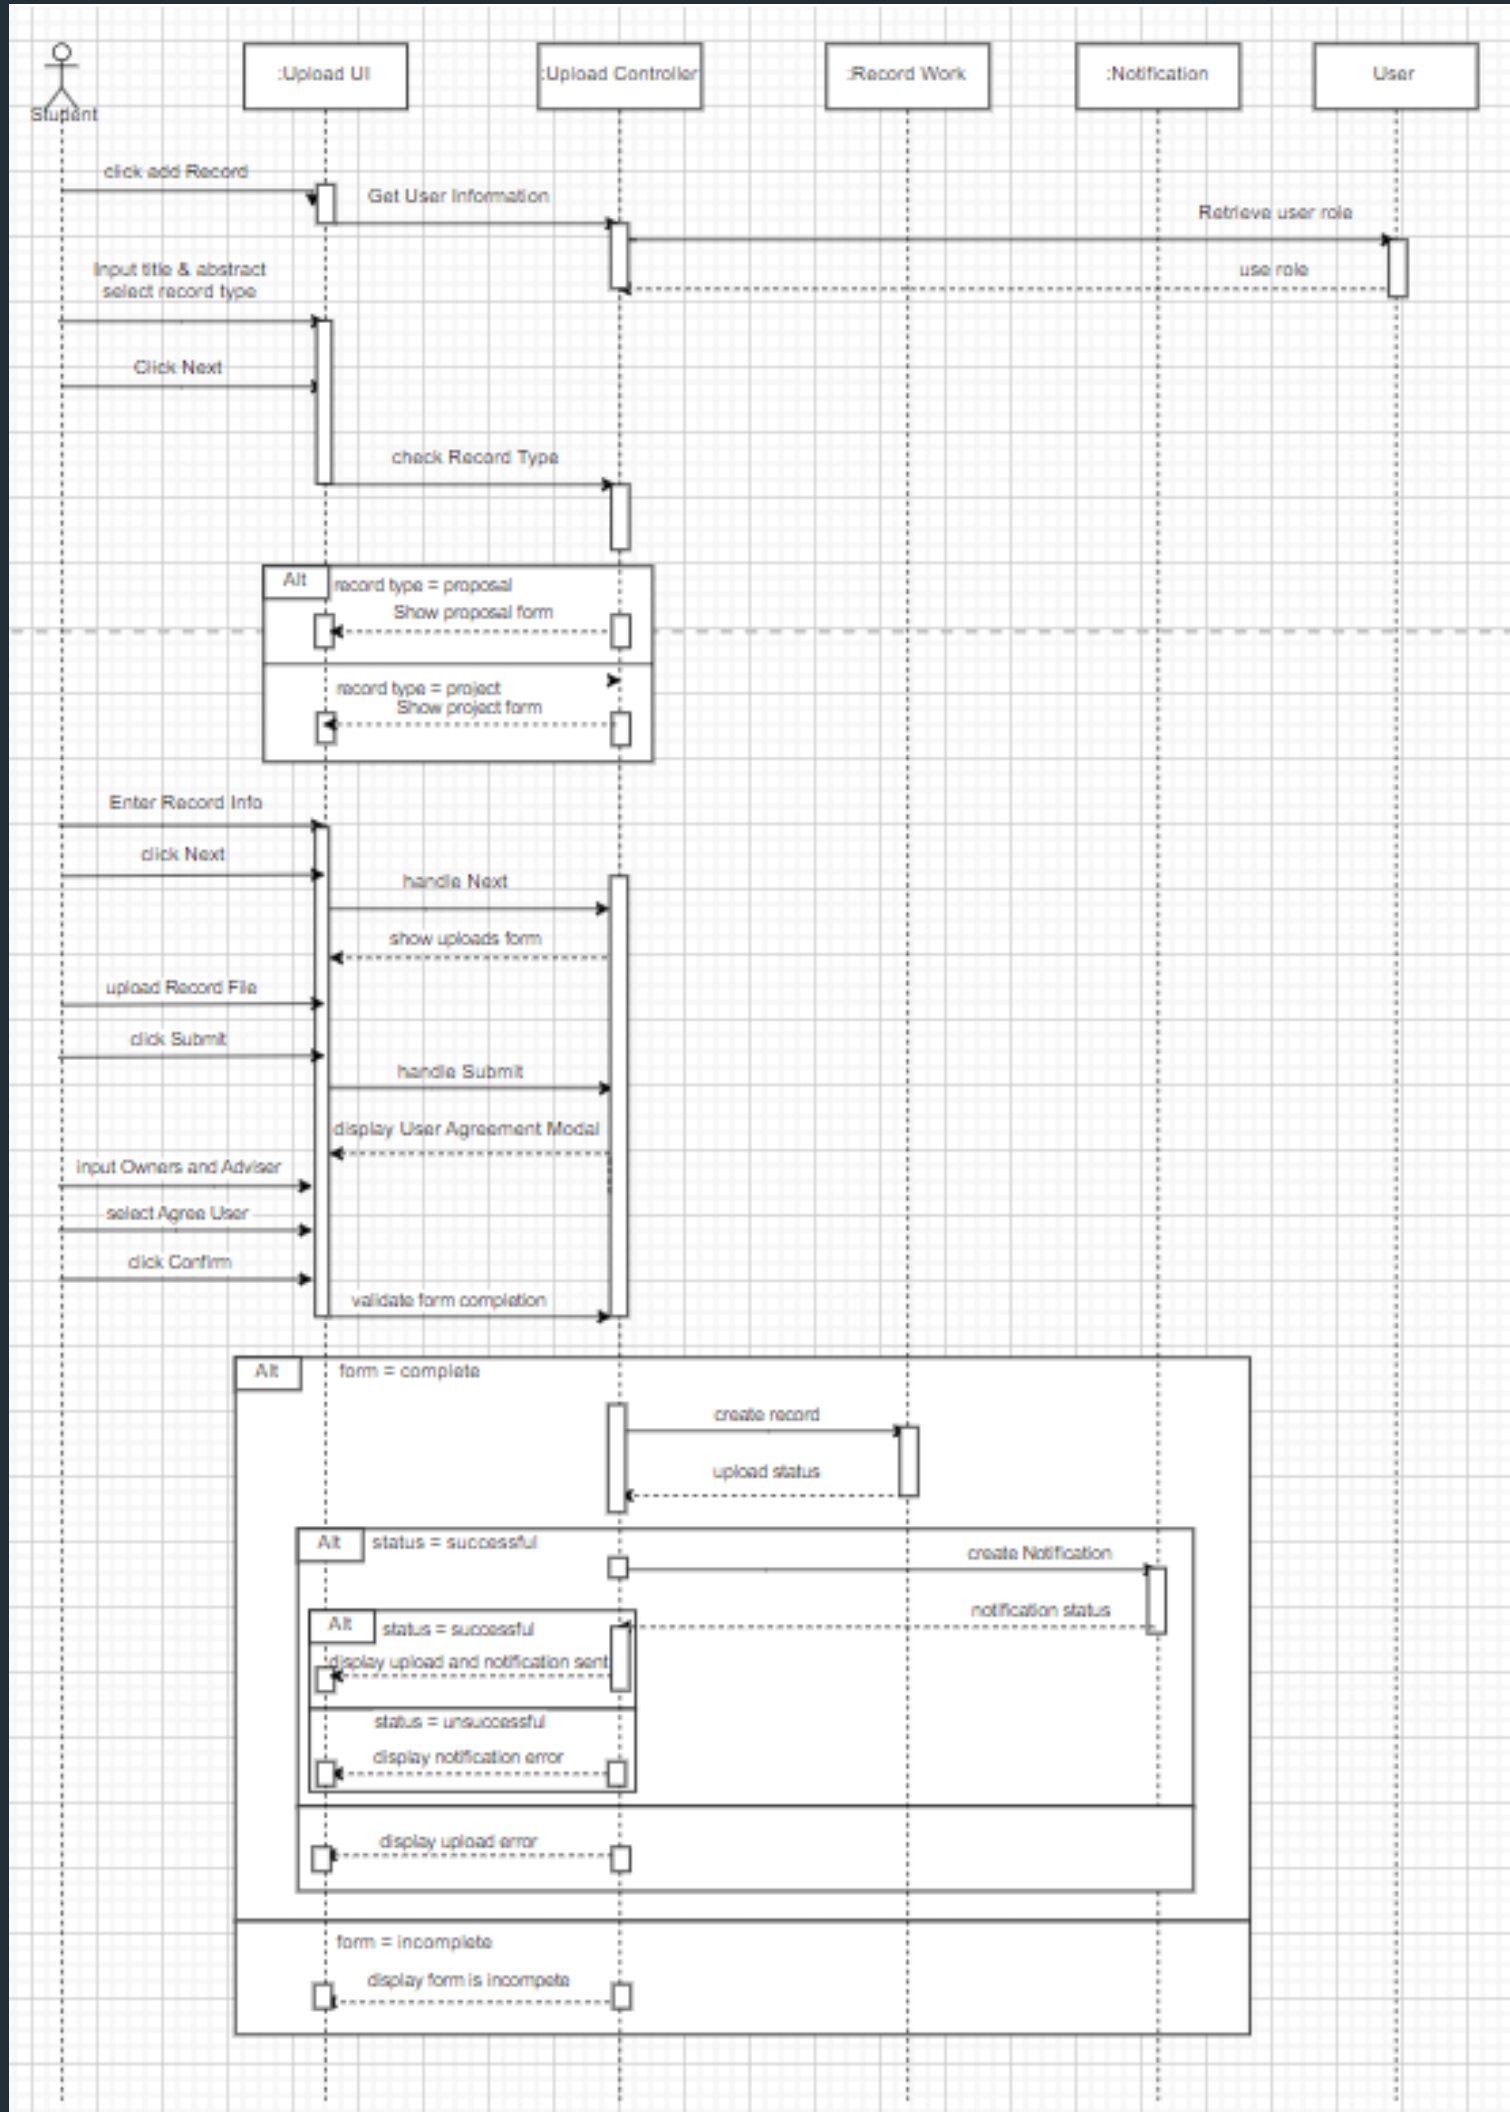 Student
:Upload UI
:Upload Controller
:Record Work
:Notification
User
click add Record
Get User Information
Retrieve user role
use role
Input title & abstract
select record type
Click Next
check Record Type
Alt
record type = proposal
Show proposal form
record type = project
Show project form
Enter Record Info
click Next
handle Next
show uploads form
upload Record File
click Submit
handle Submit
display User Agreement Modal
input Owners and Adviser
select Agree User
click Confirm
validate form completion
Alt
form = complete
create record
upload status
Alt
status = successful
create Notification
notification status
Alt
status = successful
display upload and notification sent
status = unsuccessful
display notification error
display upload error
form = incomplete
display form is incompete